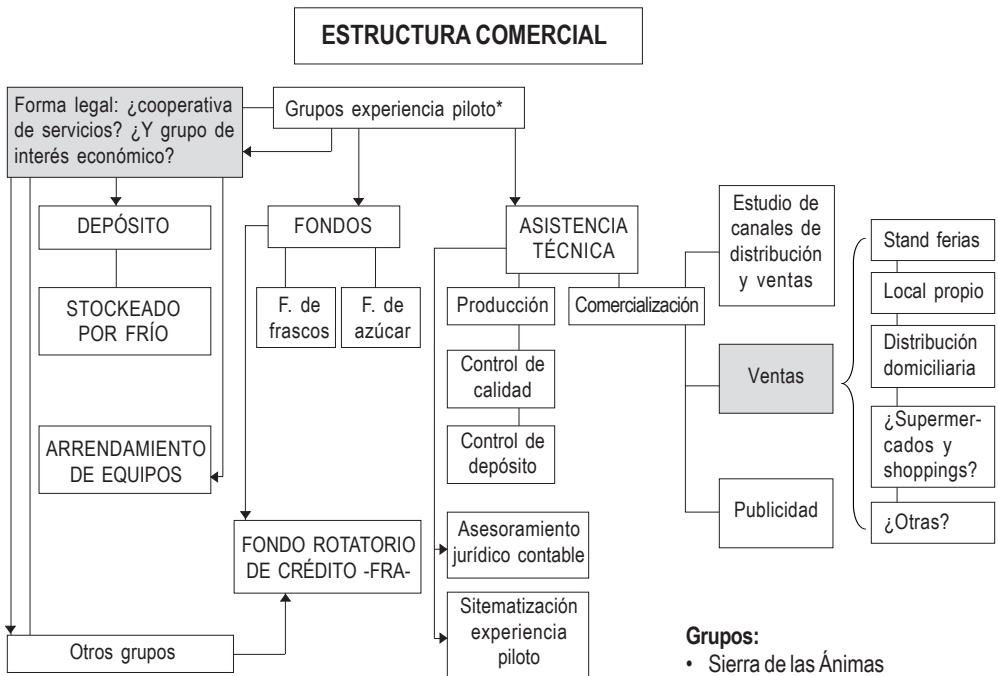 ESTRUCTURA COMERCIAL
Forma legal: ¿cooperativa
de servicios? ¿Y grupo de
interés económico?
Grupos experiencia piloto*
DEPÓSITO
STOCKEADO
POR FRÍO
ARRENDAMIENTO
DE EQUIPOS
Otros grupos
FONDOS
F. de
frascos
F. de
azúcar
FONDO ROTATORIO
DE CRÉDITO -FRA-
ASISTENCIA
TÉCNICA
Producción
Control de
calidad
Control de
depósito
Asesoramiento
jurídico contable
Sitematización
experiencia
piloto
Comercialización
Estudio de
canales de
distribución
y ventas
Ventas
Publicidad
Stand ferias
Local propio
Distribución
domiciliaria
¿Supermer-
cados y
shoppings?
¿Otras?
Grupos:
• Sierra de las Ánimas